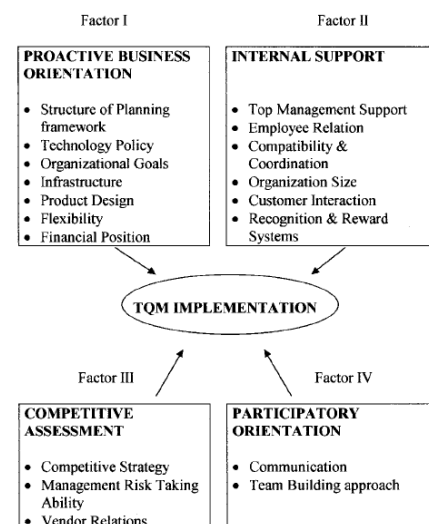 Factor I
Factor II
PROACTIVE BUSINESS
ORIENTATION
• Structure of Planning
framework
• Technology Policy
• Organizational Goals
• Infrastructure
• Product Design
• Flexibility
• Financial Position
INTERNAL SUPPORT
• Top Management Support
• Employee Relation
• Compatibility &
Coordination
• Organization Size
• Customer Interaction
• Recognition & Reward
Systems
TQM IMPLEMENTATION
Factor III
Factor IV
COMPETITIVE
ASSESSMENT
• Competitive Strategy
• Management Risk Taking
Ability
• Vendor Relations
PARTICIPATORY
ORIENTATION
• Communication
• Team Building approach